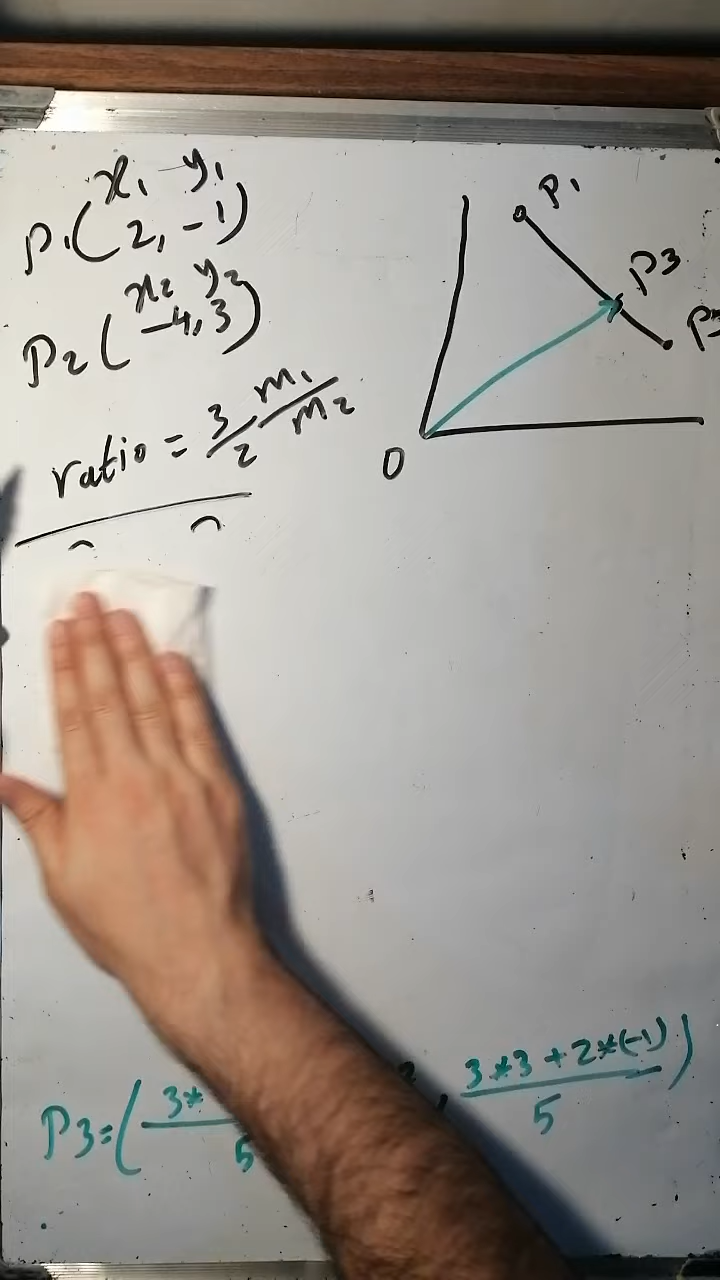 x₁ y₁
P₁(2, -1)
x₂ y₂
P₂(-4, 3)
ratio = 3/2 m₁/m₂
P1
P3
O
P3=(3*
5
, 3*3 + 2*(-1))
5